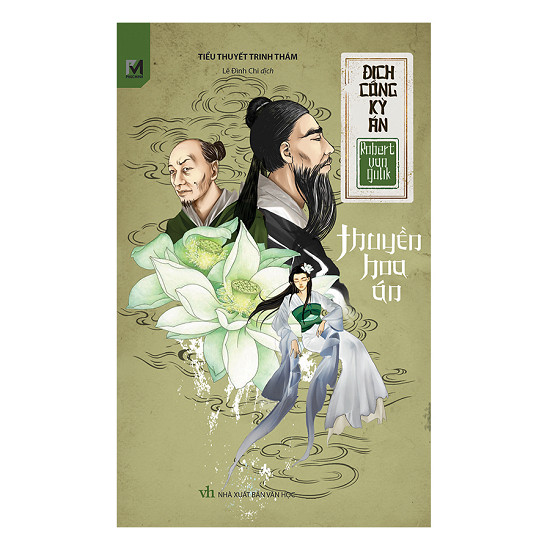 TIỂU THUYẾT TRINH THÁM
Lê Đình Chi dịch
ĐỊCH
CÔNG
KỲ
ÁN
Robert
van
Gulik
thuyền
hoa
án
vh NHÀ XUẤT BẢN VĂN HỌC